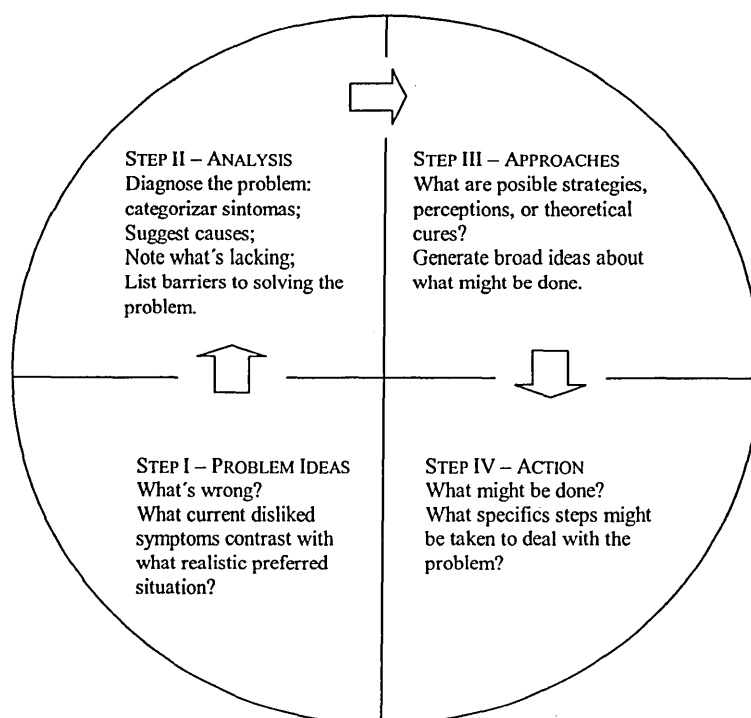 STEP II – ANALYSIS
Diagnose the problem:
categorizar sintomas;
Suggest causes;
Note what´s lacking;
List barriers to solving the
problem.
STEP III – APPROACHES
What are posible strategies,
perceptions, or theoretical
cures?
Generate broad ideas about
what might be done.
STEP I – PROBLEM IDEAS
What´s wrong?
What current disliked
symptoms contrast with
what realistic preferred
situation?
STEP IV – ACTION
What might be done?
What specifics steps might
be taken to deal with the
problem?